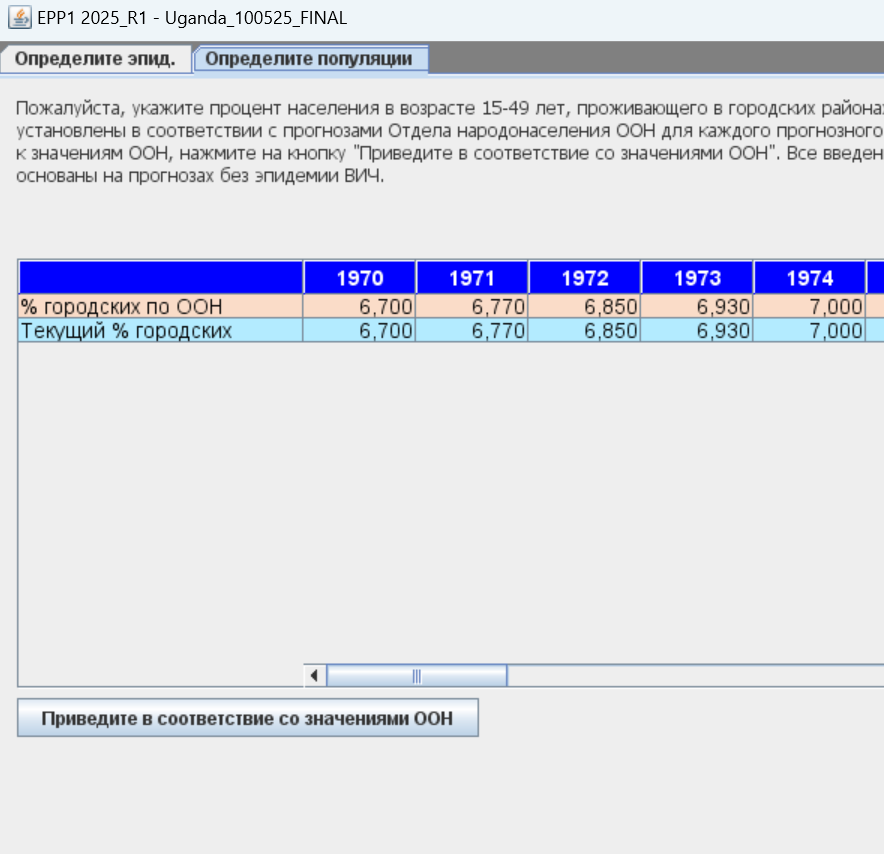 EPP1 2025_R1 - Uganda_100525_FINAL
Определите эпид. Определите популяции
Пожалуйста, укажите процент населения в возрасте 15-49 лет, проживающего в городских
установлены в соответствии с прогнозами Отдела народонаселения ООН для каждого прогнозного
к значениям ООН, нажмите на кнопку "Приведите в соответствие со значениями ООН". Все
основаны на прогнозах без эпидемии ВИЧ.
1970 1971 1972 1973 1974
% городских по ООН 6,700 6,770 6,850 6,930 7,000
Текущий % городских 6,700 6,770 6,850 6,930 7,000
Приведите в соответствие со значениями ООН